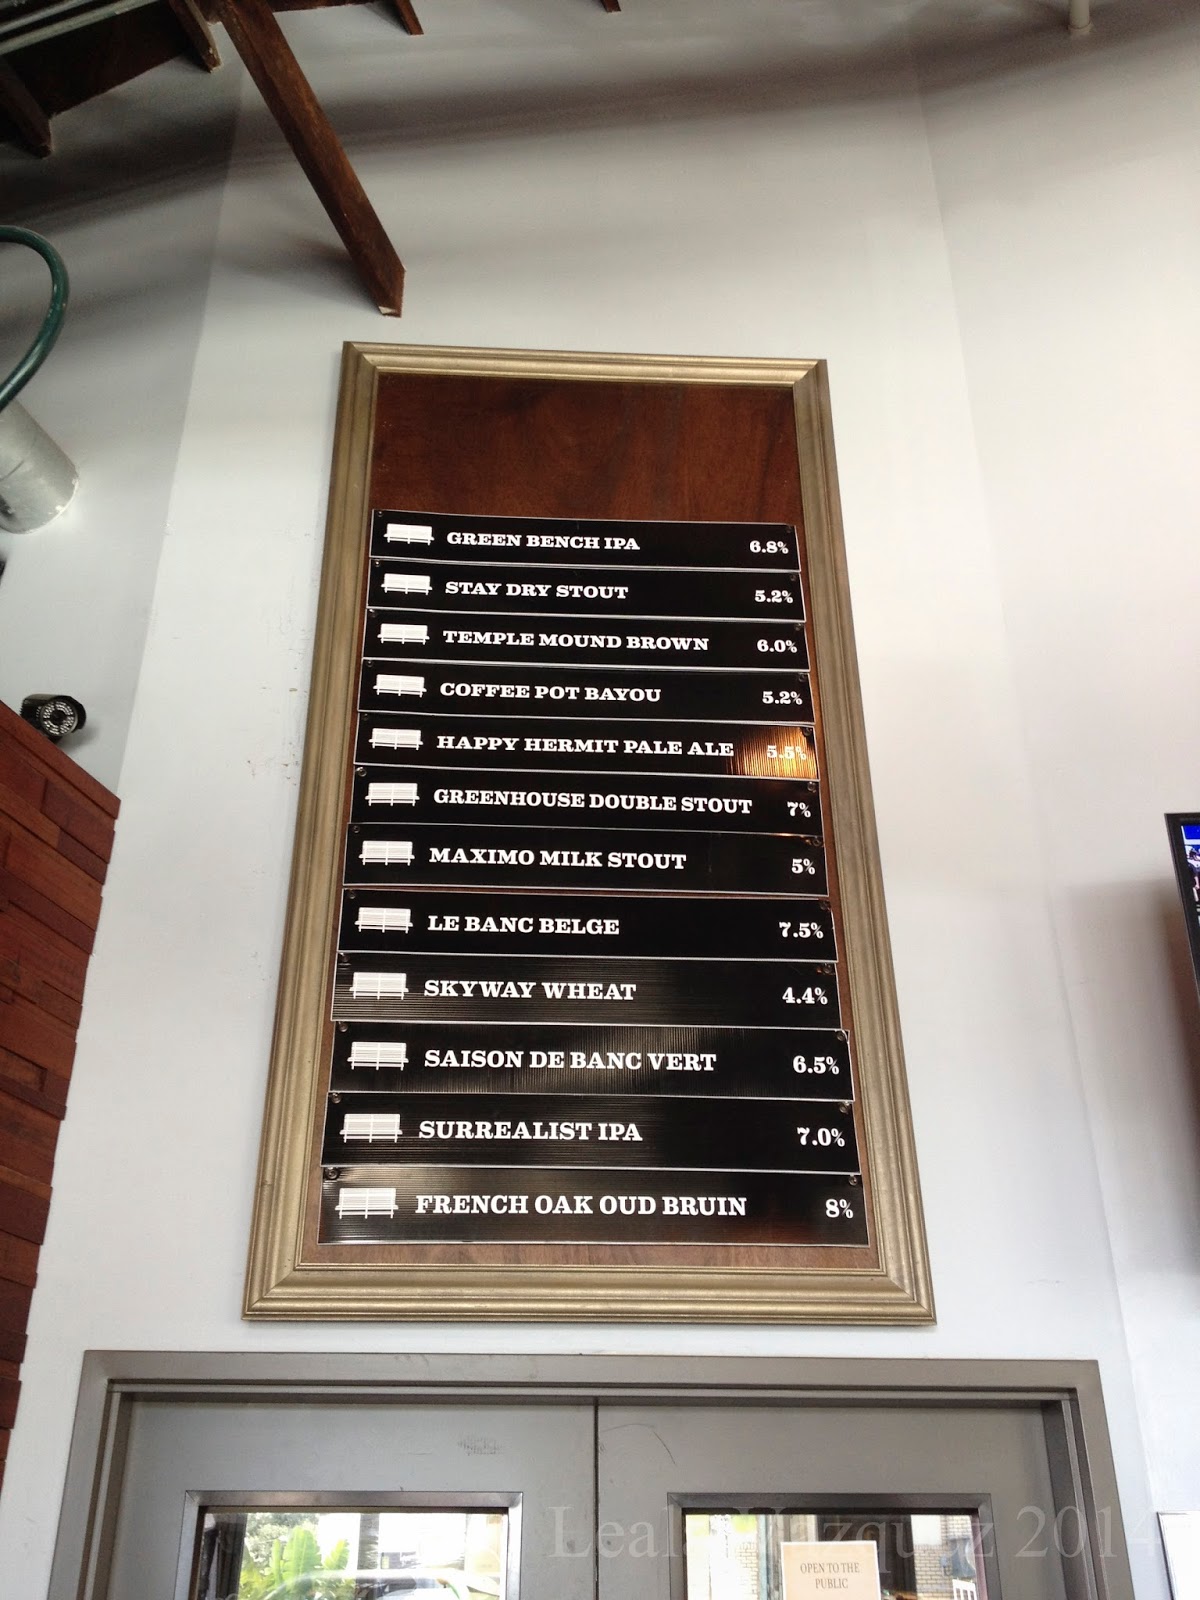 GREEN BENCH IPA 6.8%
STAY DRY STOUT 5.2%
TEMPLE MOUND BROWN 6.0%
COFFEE POT BAYOU 5.2%
HAPPY HERMIT PALE ALE 5.5%
GREENHOUSE DOUBLE STOUT 7%
MAXIMO MILK STOUT 5%
LE BANC BELGE 7.5%
SKYWAY WHEAT 4.4%
SAISON DE BANC VERT 6.5%
SURREALIST IPA 7.0%
FRENCH OAK OUD BRUIN 8%
Leala Vazquez 2014
OPEN TO THE
PUBLIC